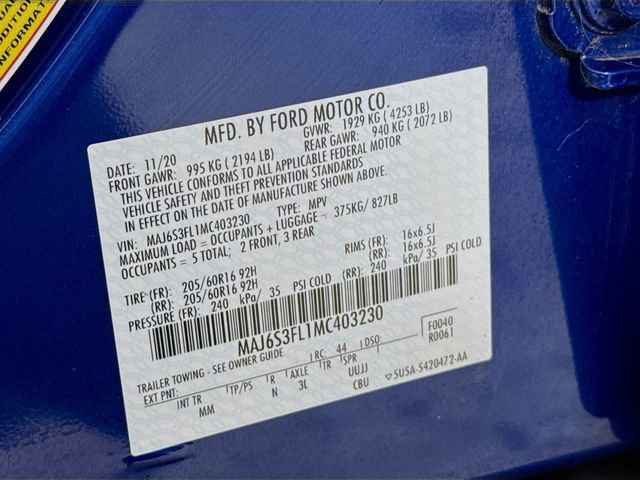 MFD. BY FORD MOTOR CO.
DATE: 11/20 GVWR: 1929 KG ( 4253 LB)
FRONT GAWR: 995 KG ( 2194 LB) REAR GAWR: 940 KG ( 2072 LB)
THIS VEHICLE CONFORMS TO ALL APPLICABLE FEDERAL MOTOR
VEHICLE SAFETY AND THEFT PREVENTION STANDARDS
IN EFFECT ON THE DATE OF MANUFACTURE SHOWN ABOVE.
VIN: MAJ6S3FL1MC403230 TYPE: MPV
MAXIMUM LOAD = OCCUPANTS + LUGGAGE = 375KG/ 827LB
OCCUPANTS = 5 TOTAL; 2 FRONT, 3 REAR
TIRE (FR): 205/60R16 92H RIMS (FR): 16x6.5J
(RR): 205/60R16 92H (RR): 16x6.5J
PRESSURE (FR): 240 kPa/ 35 PSI COLD (RR): 240 kPa/ 35 PSI COLD
MAJ6S3FL1MC403230
TRAILER TOWING - SEE OWNER GUIDE RC: 44 DSO: F0040
R0061
EXT PNT: INT TR TP/PS R AXLE TR SPR
MM N 3L UUJJ
CBU 5U5A-5420472-AA